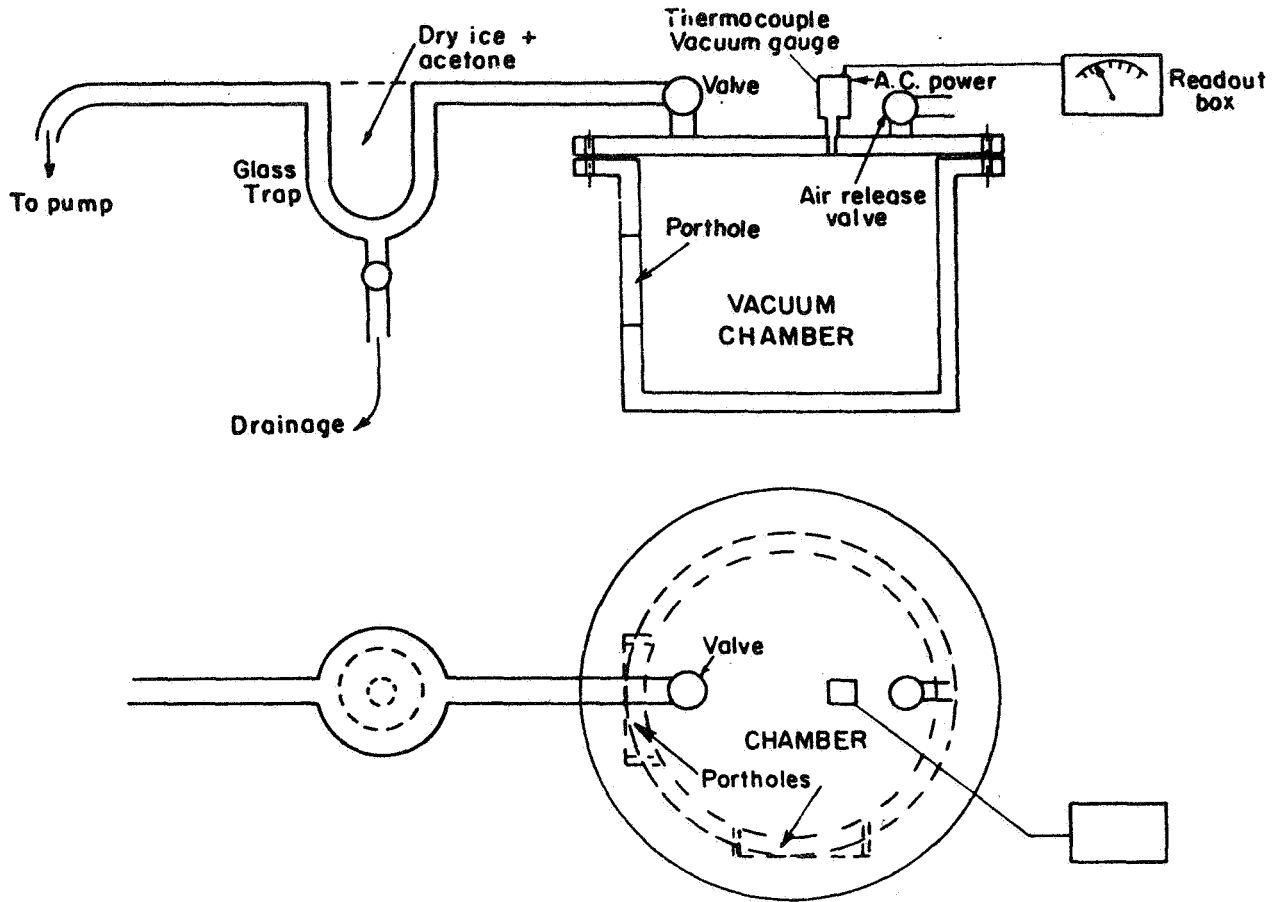 Dry ice +
acetone
Thermocouple
Vacuum gauge
Valve
A.C. power
Readout
box
Glass
Trap
To pump
Air release
valve
Porthole
VACUUM
CHAMBER
Drainage
Valve
CHAMBER
Portholes